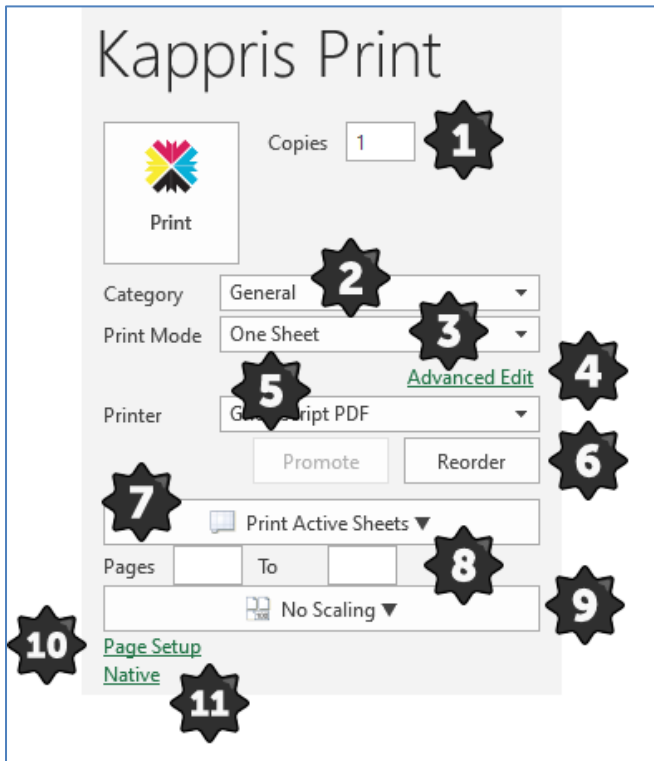 Kappris Print
Copies 1 1
Print
Category General 2
Print Mode One Sheet 3
Advanced Edit 4
5
Printer PDF
Promote Reorder 6
7
Print Active Sheets
Pages To 8
No Scaling 9
10 Page Setup
Native 11